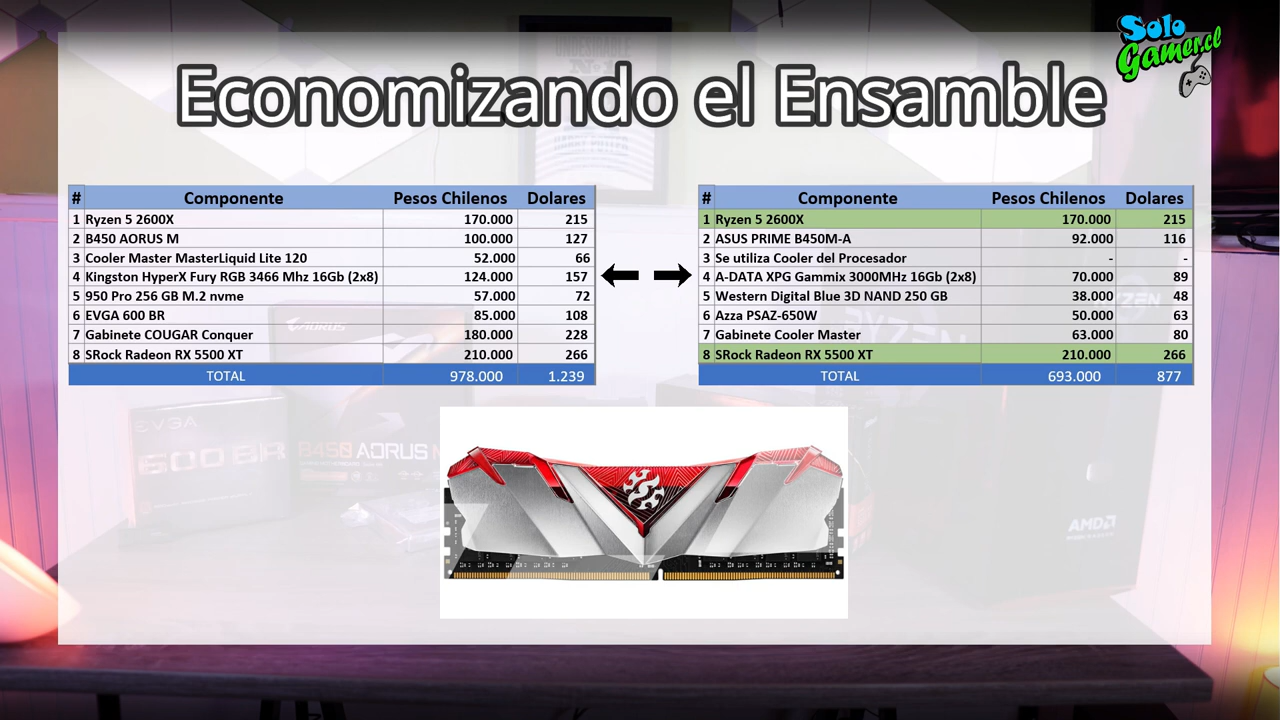 Solo
Gamer.cl
Economizando el Ensamble
# Componente Pesos Chilenos Dolares
1 Ryzen 5 2600X 170.000 215
2 B450 AORUS M 100.000 127
3 Cooler Master MasterLiquid Lite 120 52.000 66
4 Kingston HyperX Fury RGB 3466 Mhz 16Gb (2x8) 124.000 157
5 950 Pro 256 GB M.2 nvme 57.000 72
6 EVGA 600 BR 85.000 108
7 Gabinete COUGAR Conquer 180.000 228
8 SRock Radeon RX 5500 XT 210.000 266
TOTAL 978.000 1.239
# Componente Pesos Chilenos Dolares
1 Ryzen 5 2600X 170.000 215
2 ASUS PRIME B450M-A 92.000 116
3 Se utiliza Cooler del Procesador - -
4 A-DATA XPG Gammix 3000MHz 16Gb (2x8) 70.000 89
5 Western Digital Blue 3D NAND 250 GB 38.000 48
6 Azza PSAZ-650W 50.000 63
7 Gabinete Cooler Master 63.000 80
8 SRock Radeon RX 5500 XT 210.000 266
TOTAL 693.000 877
EVGA
600 BR
B450 AORUS M
AORUS
RYZEN
AMD